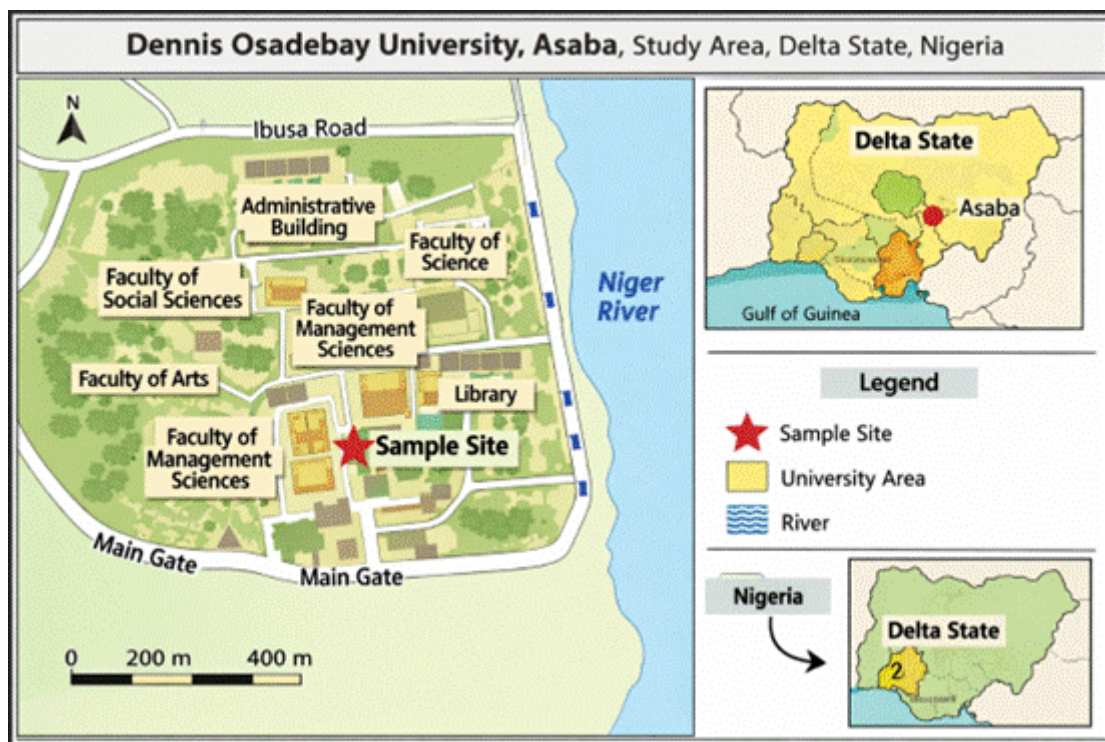 Dennis Osadebay University, Asaba, Study Area, Delta State, Nigeria
N
Ibusa Road
Administrative
Building
Faculty of
Science
Faculty of
Social Sciences
Faculty of
Management
Sciences
Faculty of Arts
Library
Faculty of
Management
Sciences
Sample Site
Main Gate
Main Gate
Niger
River
0 200 m 400 m
Delta State
Asaba
Gulf of Guinea
Legend
Sample Site
University Area
River
Nigeria
Delta State
2